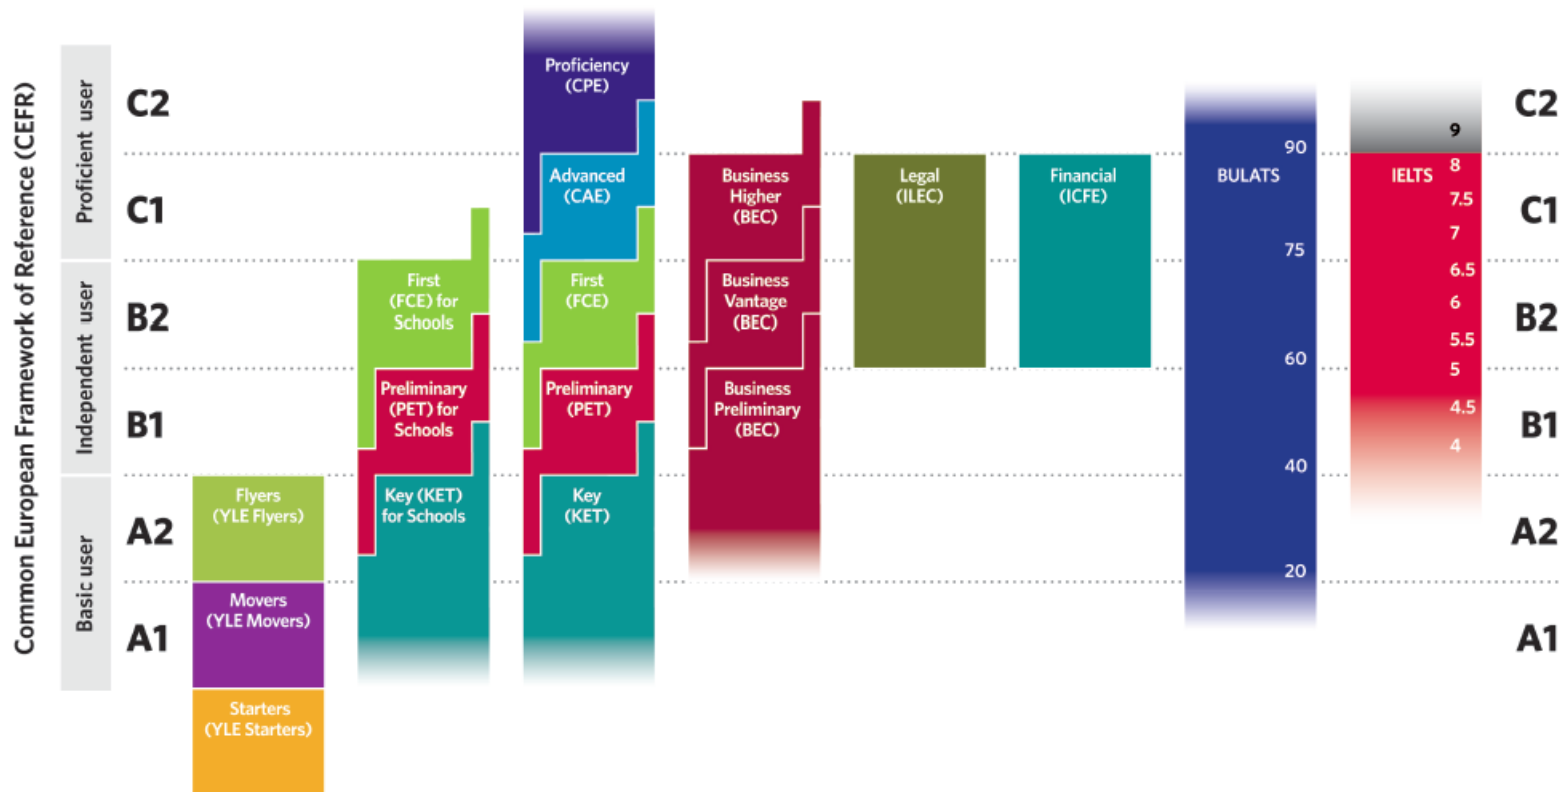 Common European Framework of Reference (CEFR)
Proficient user
Independent user
Basic user
C2
C1
B2
B1
A2
A1
Flyers
(YLE Flyers)
Movers
(YLE Movers)
Starters
(YLE Starters)
First
(FCE) for
Schools
Preliminary
(PET) for
Schools
Key (KET)
for Schools
Proficiency
(CPE)
Advanced
(CAE)
First
(FCE)
Preliminary
(PET)
Key
(KET)
Business
Higher
(BEC)
Business
Vantage
(BEC)
Business
Preliminary
(BEC)
Legal
(ILEC)
Financial
(ICFE)
BULATS
90
75
60
40
20
IELTS
9
8
7.5
7
6.5
6
5.5
5
4.5
4
C2
C1
B2
B1
A2
A1